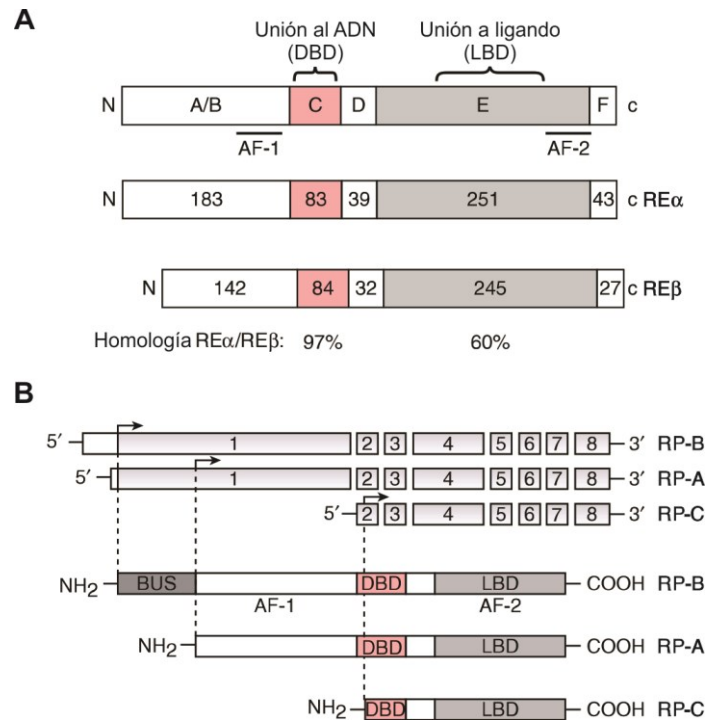 A
Unión al ADN
(DBD)
Unión a ligando
(LBD)
N A/B C D E F c
AF-1 AF-2
N 183 83 39 251 43 c REα
N 142 84 32 245 27 c REβ
Homología REα/REβ: 97% 60%
B
5′ 1 2 3 4 5 6 7 8 3′ RP-B
5′ 1 2 3 4 5 6 7 8 3′ RP-A
5′ 2 3 4 5 6 7 8 3′ RP-C
NH2 BUS DBD LBD COOH RP-B
AF-1 AF-2
NH2 DBD LBD COOH RP-A
NH2 DBD LBD COOH RP-C